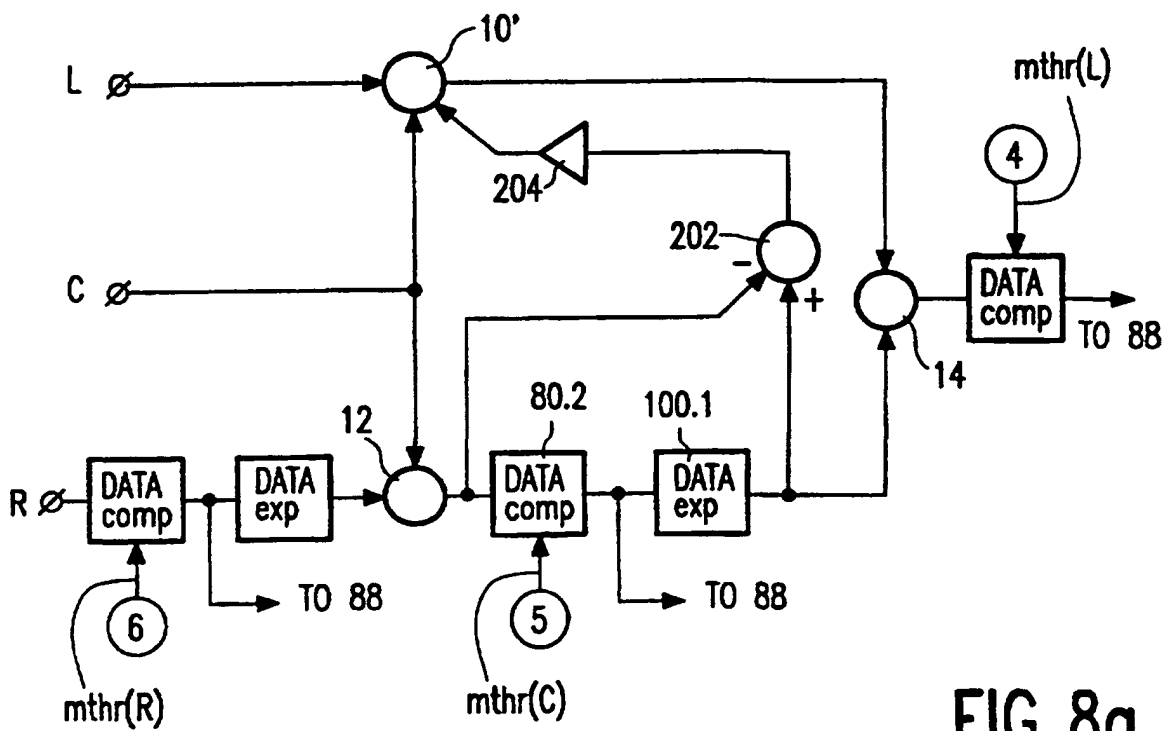 10'
L
mthr(L)
4
204
202
-
+
C
DATA
comp
TO 88
14
80.2
100.1
12
R
DATA
comp
DATA
exp
DATA
comp
DATA
exp
TO 88
TO 88
6
5
mthr(R)
mthr(C)
FIG 8a